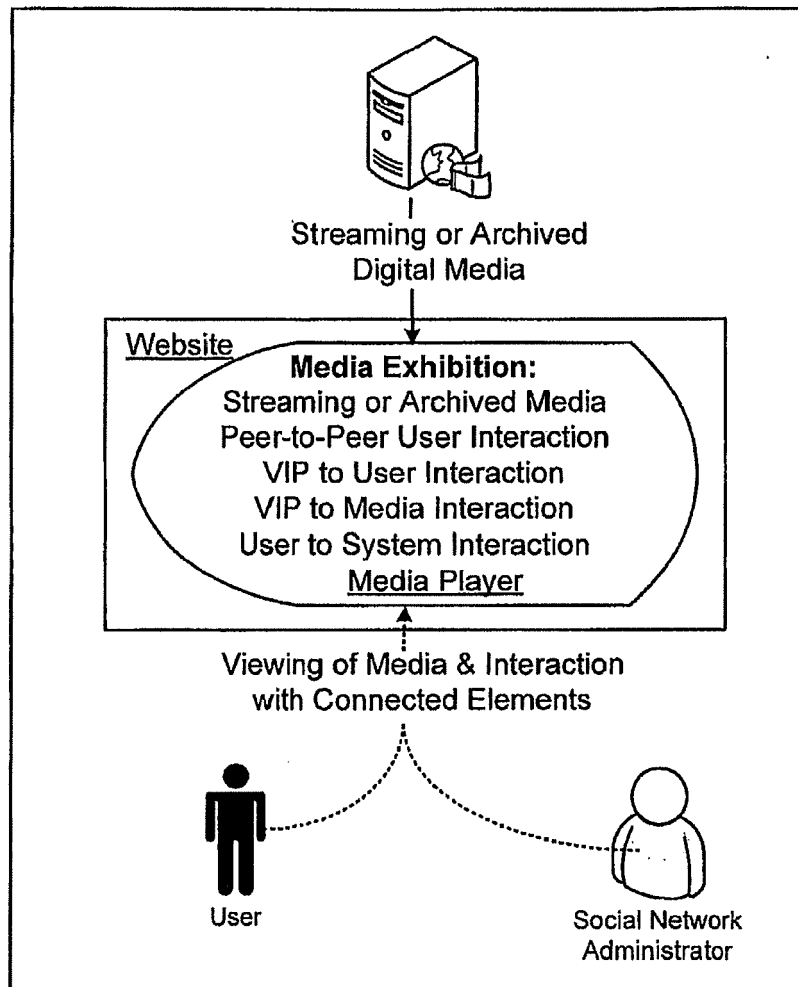 Streaming or Archived
Digital Media
Website
Media Exhibition:
Streaming or Archived Media
Peer-to-Peer User Interaction
VIP to User Interaction
VIP to Media Interaction
User to System Interaction
Media Player
Viewing of Media & Interaction
with Connected Elements
User
Social Network
Administrator